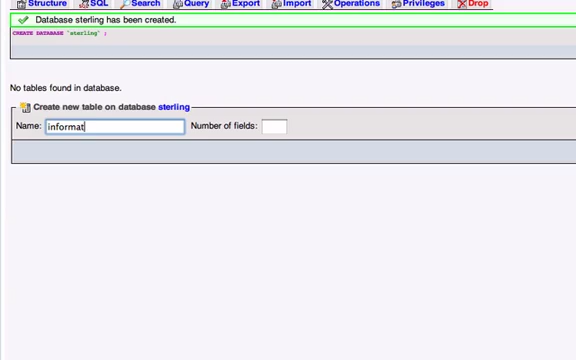 Structure SQL Search Query Export Import Operations Privileges Drop
Database sterling has been created.
CREATE DATABASE `sterling` ;
No tables found in database.
Create new table on database sterling
Name: informat Number of fields: